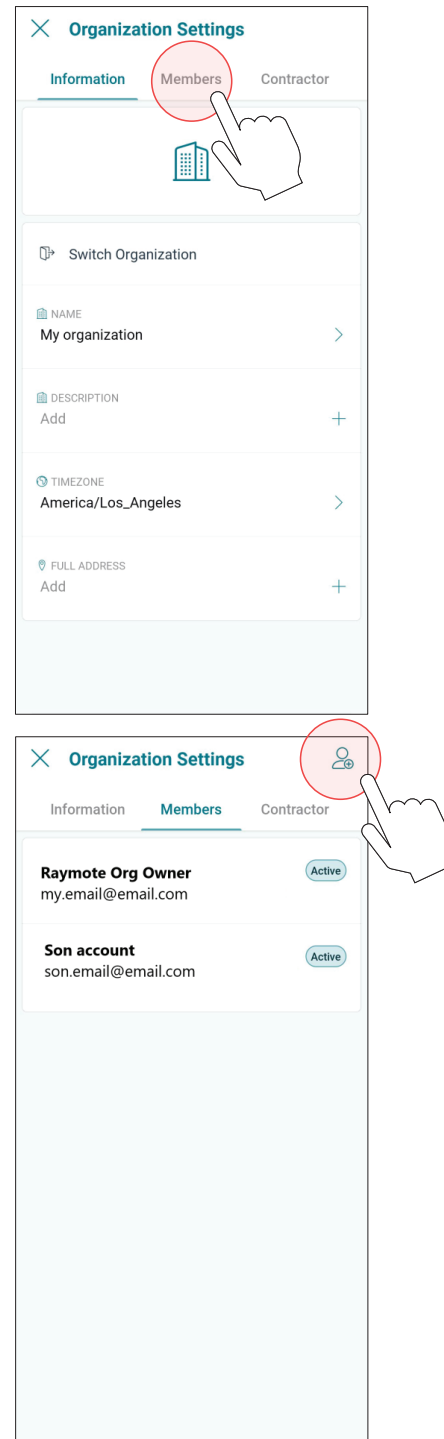 Organization Settings
Information Members Contractor
Switch Organization
NAME
My organization
DESCRIPTION
Add
TIMEZONE
America/Los_Angeles
FULL ADDRESS
Add
Organization Settings
Information Members Contractor
Raymote Org Owner Active
my.email@email.com
Son account Active
son.email@email.com